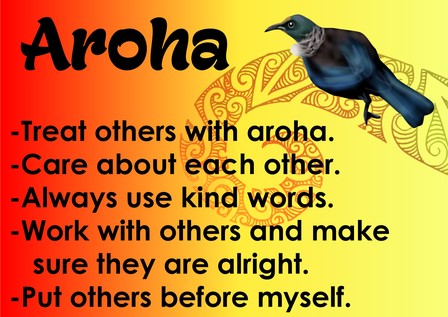 Aroha
-Treat others with aroha.
-Care about each other.
-Always use kind words.
-Work with others and make
sure they are alright.
-Put others before myself.